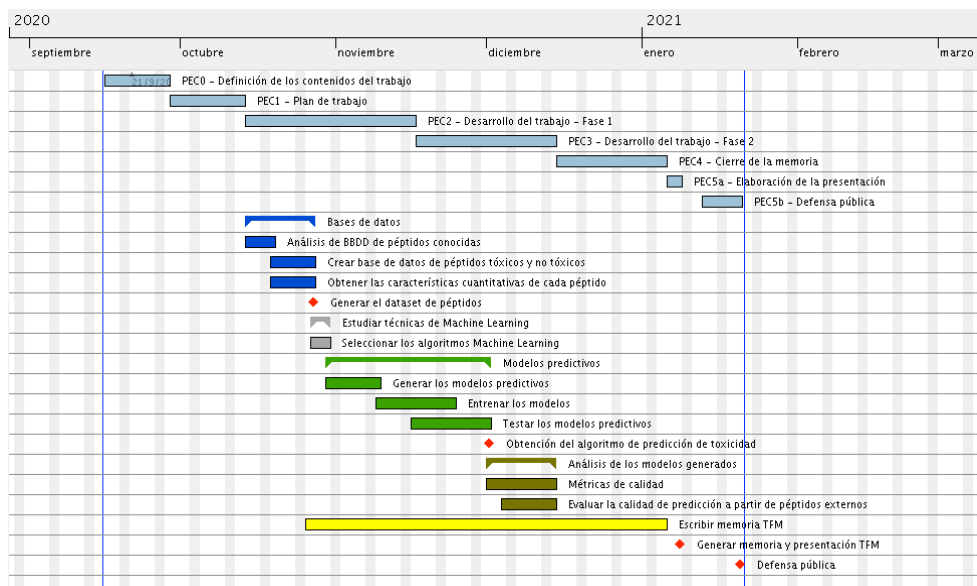 2020 2021
septiembre octubre noviembre diciembre enero febrero marzo
21/9/20
PEC0 - Definición de los contenidos del trabajo
PEC1 - Plan de trabajo
PEC2 - Desarrollo del trabajo - Fase 1
PEC3 - Desarrollo del trabajo - Fase 2
PEC4 - Cierre de la memoria
PEC5a - Elaboración de la presentación
PEC5b - Defensa pública
Bases de datos
Análisis de BBDD de péptidos conocidas
Crear base de datos de péptidos tóxicos y no tóxicos
Obtener las características cuantitativas de cada péptido
Generar el dataset de péptidos
Estudiar técnicas de Machine Learning
Seleccionar los algoritmos Machine Learning
Modelos predictivos
Generar los modelos predictivos
Entrenar los modelos
Testar los modelos predictivos
Obtención del algoritmo de predicción de toxicidad
Análisis de los modelos generados
Métricas de calidad
Evaluar la calidad de predicción a partir de péptidos externos
Escribir memoria TFM
Generar memoria y presentación TFM
Defensa pública